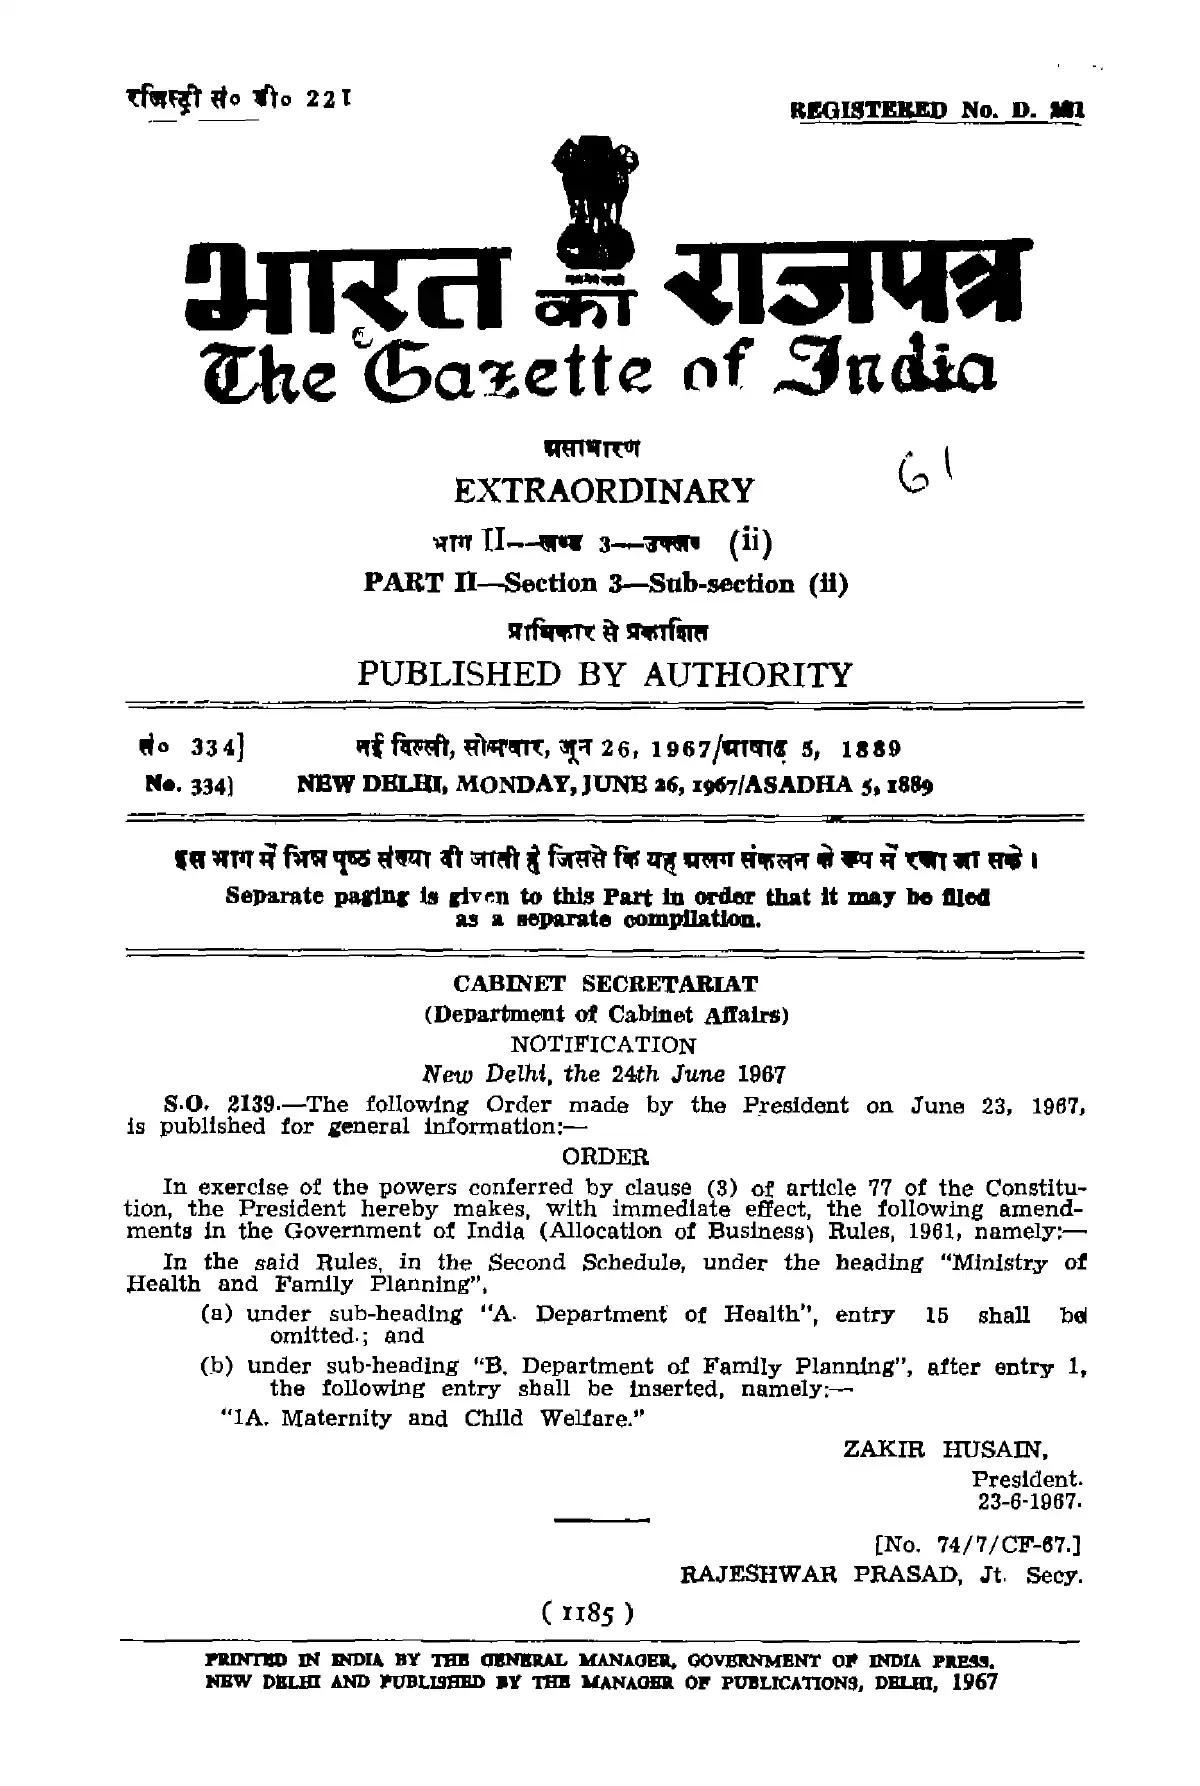 रजिस्ट्री सं० डी० 221
REGISTERED No. D. 221
भारत का राजपत्र
The Gazette of India
असाधारण
61
EXTRAORDINARY
भाग II--खण्ड 3--उपखण्ड (ii)
PART II—Section 3—Sub-section (ii)
प्राधिकार से प्रकाशित
PUBLISHED BY AUTHORITY
सं० 334] नई दिल्ली, सोमवार, जून 26, 1967/आषाढ़ 5, 1889
No. 334] NEW DELHI, MONDAY, JUNE 26, 1967/ASADHA 5, 1889
इस भाग में भिन्न पृष्ठ संख्या दी जाती है जिससे कि यह अलग संकलन के रूप में रखा जा सके।
Separate paging is given to this Part in order that it may be filed
as a separate compilation.
CABINET SECRETARIAT
(Department of Cabinet Affairs)
NOTIFICATION
New Delhi, the 24th June 1967
S.O. 2139.—The following Order made by the President on June 23, 1967,
is published for general information:—
ORDER
In exercise of the powers conferred by clause (3) of article 77 of the Constitu-
tion, the President hereby makes, with immediate effect, the following amend-
ments in the Government of India (Allocation of Business) Rules, 1961, namely:—
In the said Rules, in the Second Schedule, under the heading "Ministry of
Health and Family Planning",
(a) under sub-heading "A. Department of Health", entry 15 shall be
omitted.; and
(b) under sub-heading "B. Department of Family Planning", after entry 1,
the following entry shall be inserted, namely:—
"1A. Maternity and Child Welfare."
ZAKIR HUSAIN,
President.
23-6-1967.
[No. 74/7/CF-67.]
RAJESHWAR PRASAD, Jt. Secy.
( 1185 )
PRINTED IN INDIA BY THE GENERAL MANAGER, GOVERNMENT OF INDIA PRESS,
NEW DELHI AND PUBLISHED BY THE MANAGER OF PUBLICATIONS, DELHI, 1967